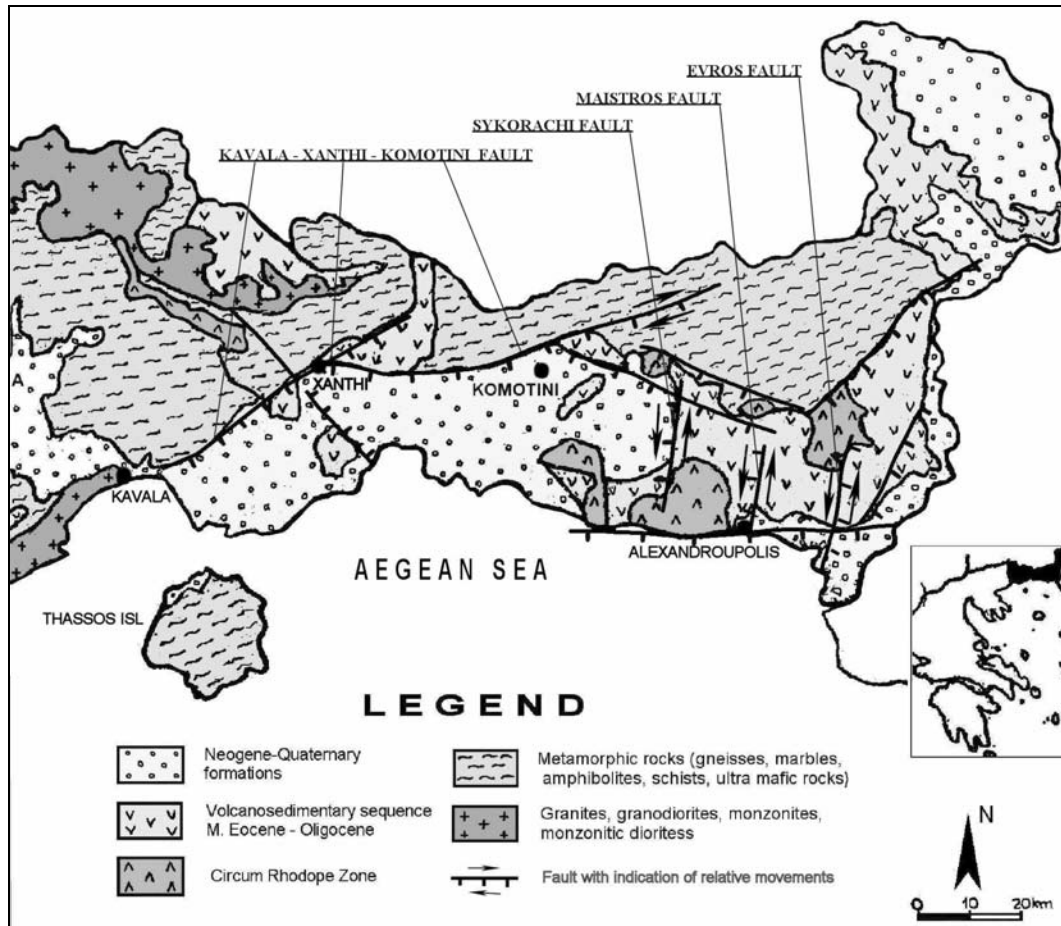 EVROS FAULT
MAISTROS FAULT
SYKORACHI FAULT
KAVALA - XANTHI - KOMOTINI FAULT
A
XANTHI
KOMOTINI
KAVALA
ALEXANDROUPOLIS
AEGEAN SEA
THASSOS ISL
LEGEND
Neogene-Quaternary
formations
Volcanosedimentary sequence
M. Eocene - Oligocene
Circum Rhodope Zone
Metamorphic rocks (gneisses, marbles,
amphibolites, schists, ultra mafic rocks)
Granites, granodiorites, monzonites,
monzonitic dioritess
Fault with indication of relative movements
N
0 10 20km